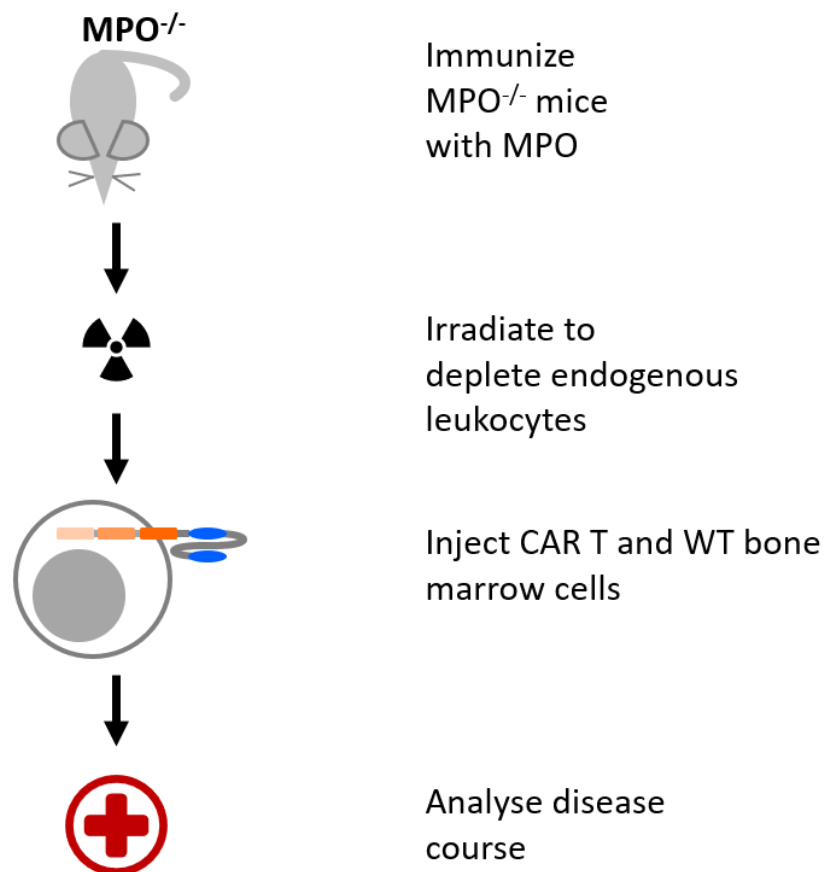 MPO-/-
Immunize
MPO-/- mice
with MPO
Irradiate to
deplete endogenous
leukocytes
Inject CAR T and WT bone
marrow cells
Analyse disease
course